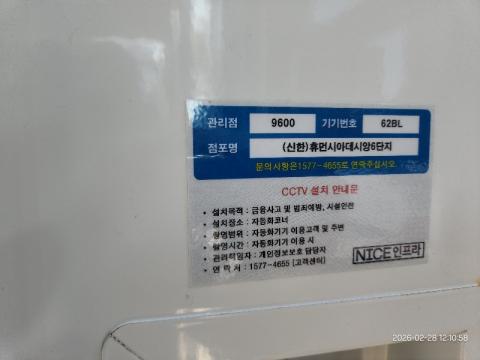 관리점 9600 기기번호 62BL
점포명 (신한)휴먼시아데시앙6단지
문의사항은1577-4655로 연락주십시오.
CCTV 설치 안내문
• 설치목적 : 금융사고 및 범죄예방, 시설안전
• 설치장소 : 자동화코너
• 촬영범위 : 자동화기기 이용고객 및 주변
• 촬영시간 : 자동화기기 이용 시
• 관리책임자 : 개인정보보호 담당자
• 연 락 처 : 1577-4655 [고객센터]
NICE인프라
2026-02-28 12:10:58